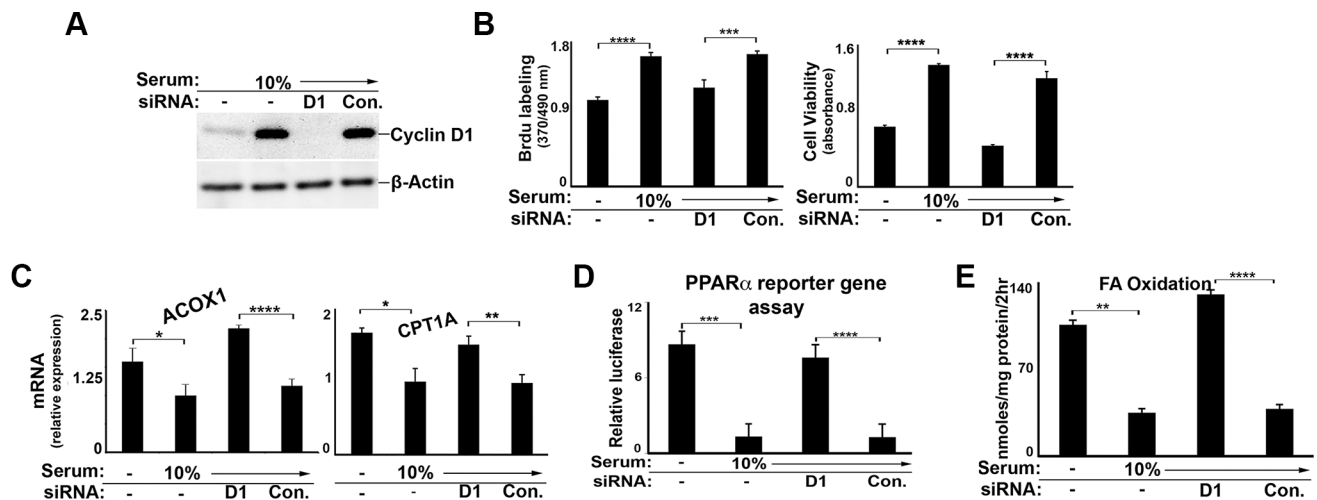 A
Serum: 10%
siRNA: - - D1 Con.
Cyclin D1
β-Actin
B
Brdu labeling
(370/490 nm)
1.8
0.9
0
**** ***
Serum: - 10%
siRNA: - - D1 Con.
Cell Viability
(absorbance)
1.6
0.8
0
**** ****
Serum: - 10%
siRNA: - - D1 Con.
C
mRNA
(relative expression)
ACOX1
2.5
1.25
0
* ****
Serum: - 10%
siRNA: - - D1 Con.
CPT1A
2
1
0
* **
- 10%
- - D1 Con.
D
PPARα reporter gene
assay
Relative luciferase
12
6
0
*** ****
Serum: - 10%
siRNA: - - D1 Con.
E
FA Oxidation
nmoles/mg protein/2hr
140
70
0
** ****
Serum: - 10%
siRNA: - - D1 Con.